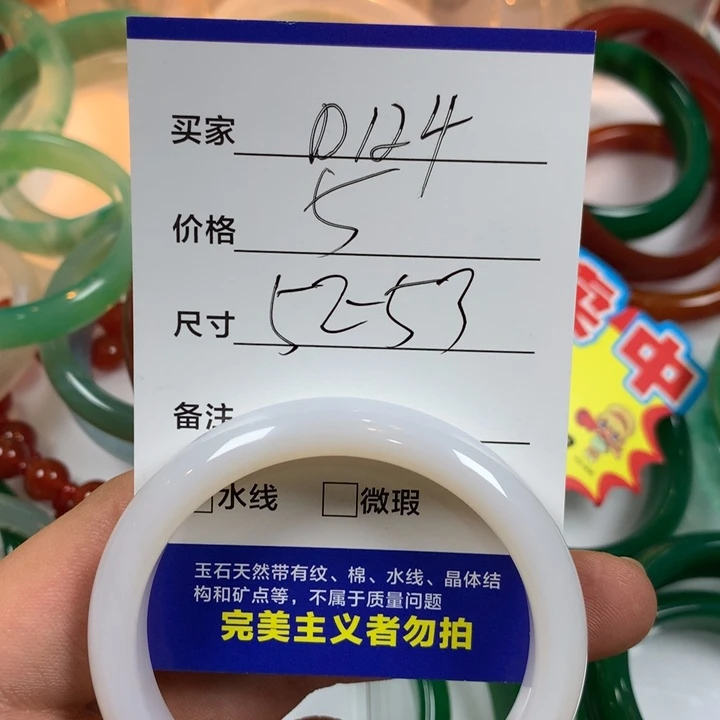 买家 D124
价格 5
尺寸 52-53
备注
水线 微瑕
玉石天然带有纹、棉、水线、晶体结
构和矿点等，不属于质量问题
完美主义者勿拍
中